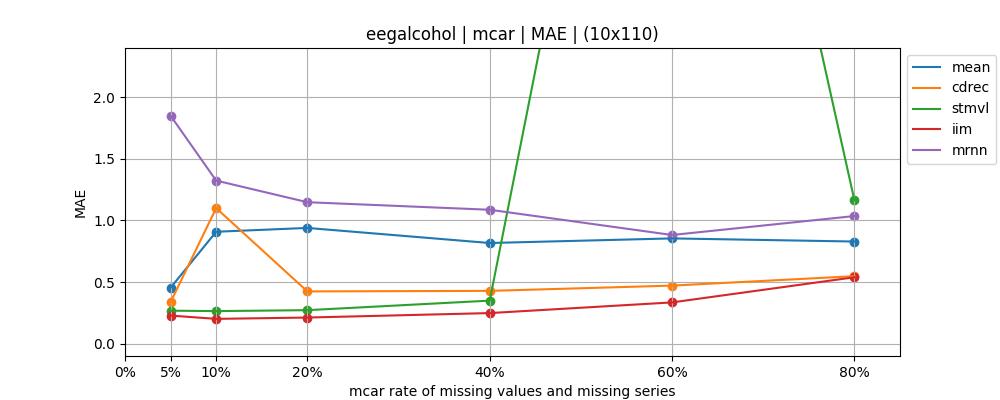 eegalcohol | mcar | MAE | (10x110)
mean
cdrec
stmvl
iim
mrnn
MAE
2.0
1.5
1.0
0.5
0.0
0% 5% 10% 20% 40% 60% 80%
mcar rate of missing values and missing series